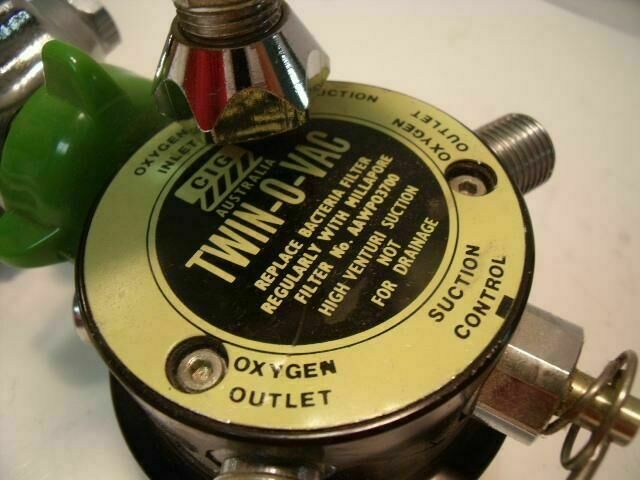 OXYGEN
INLET
OXYGEN
OUTLET
CIG
AUSTRALIA
TWIN-O-VAC
REPLACE BACTERIA FILTER
REGULARLY WITH MILLAPORE
FILTER No. AAWPO3700
HIGH VENTURI SUCTION
NOT
FOR DRAINAGE
SUCTION
CONTROL
OXYGEN
OUTLET